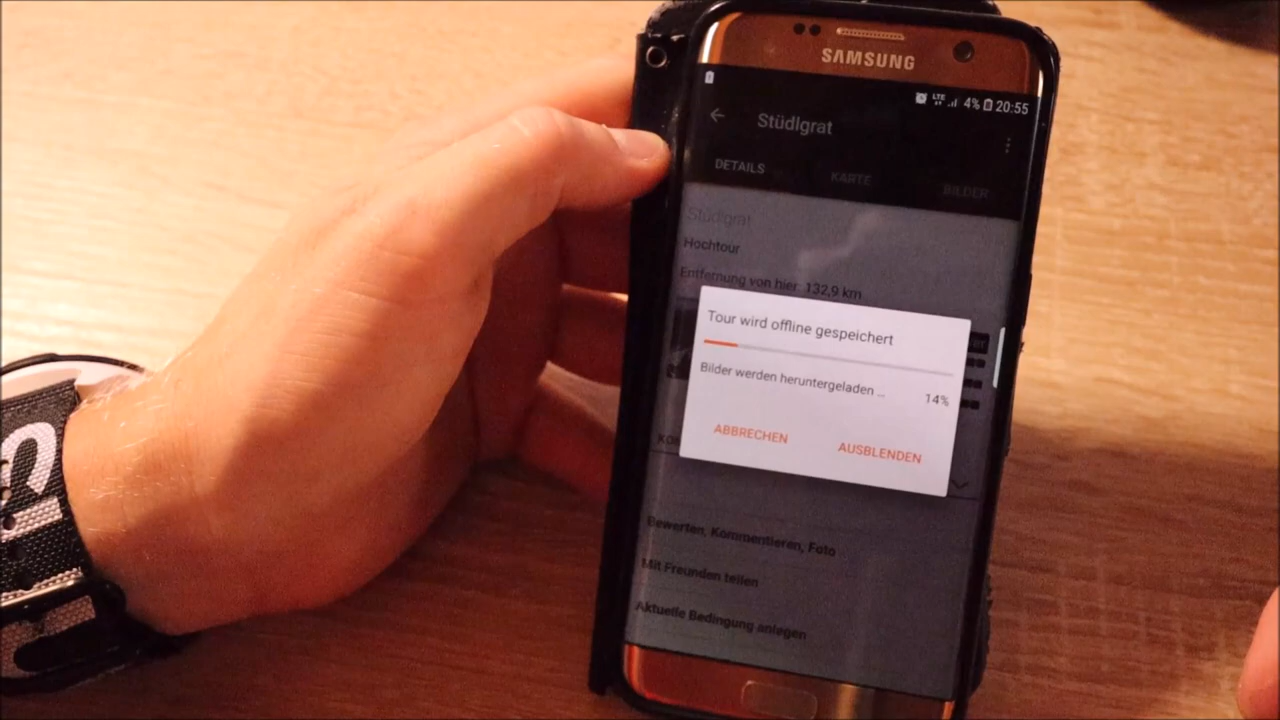 SAMSUNG
LTE 4% 20:55
Stüdlgrat
DETAILS KARTE BILDER
Stüdlgrat
Hochtour
Entfernung von hier: 132,9 km
Tour wird offline gespeichert
Bilder werden heruntergeladen ...
14%
ABBRECHEN AUSBLENDEN
Bewerten, Kommentieren, Foto
Mit Freunden teilen
Aktuelle Bedingung anlegen